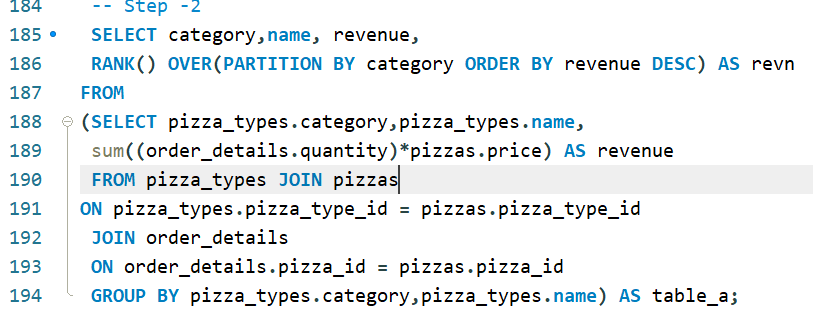 184 -- Step -2
185 SELECT category,name, revenue,
186 RANK() OVER(PARTITION BY category ORDER BY revenue DESC) AS revn
187 FROM
188 (SELECT pizza_types.category,pizza_types.name,
189 sum((order_details.quantity)*pizzas.price) AS revenue
190 FROM pizza_types JOIN pizzas
191 ON pizza_types.pizza_type_id = pizzas.pizza_type_id
192 JOIN order_details
193 ON order_details.pizza_id = pizzas.pizza_id
194 GROUP BY pizza_types.category,pizza_types.name) AS table_a;